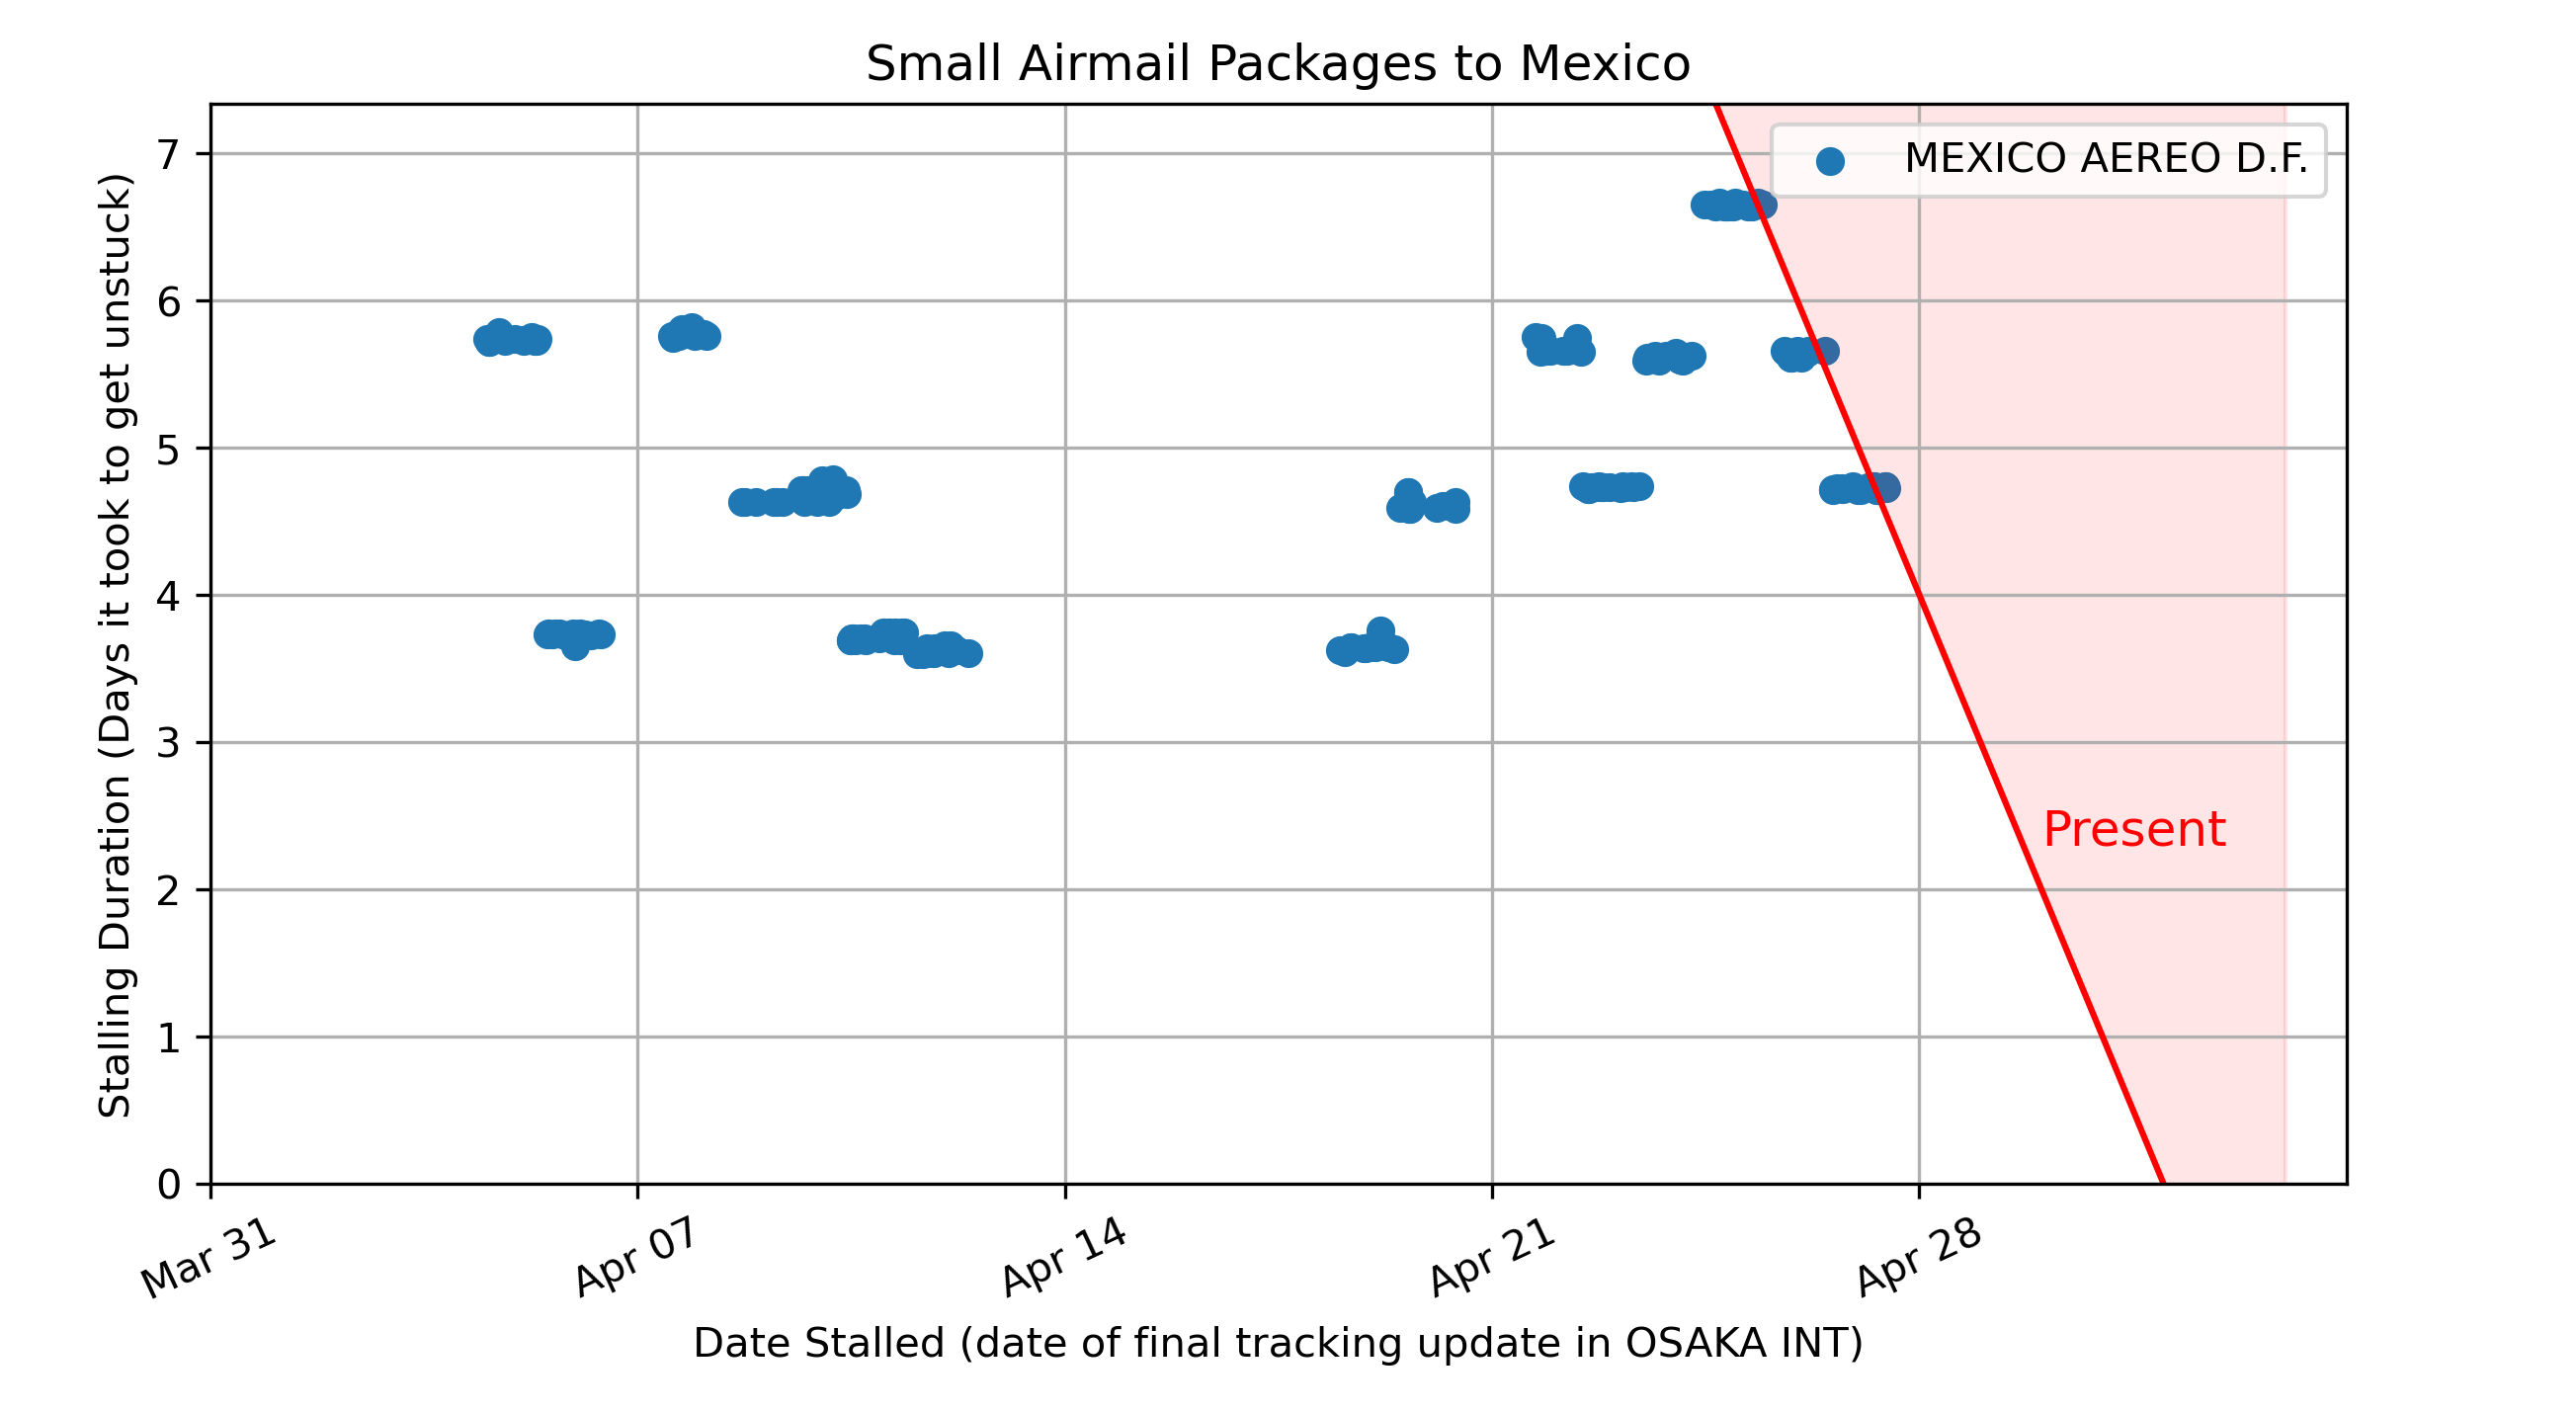 Small Airmail Packages to Mexico
MEXICO AEREO D.F.
Stalling Duration (Days it took to get unstuck)
7
6
5
4
3
2
1
0
Present
Mar 31
Apr 07
Apr 14
Apr 21
Apr 28
Date Stalled (date of final tracking update in OSAKA INT)